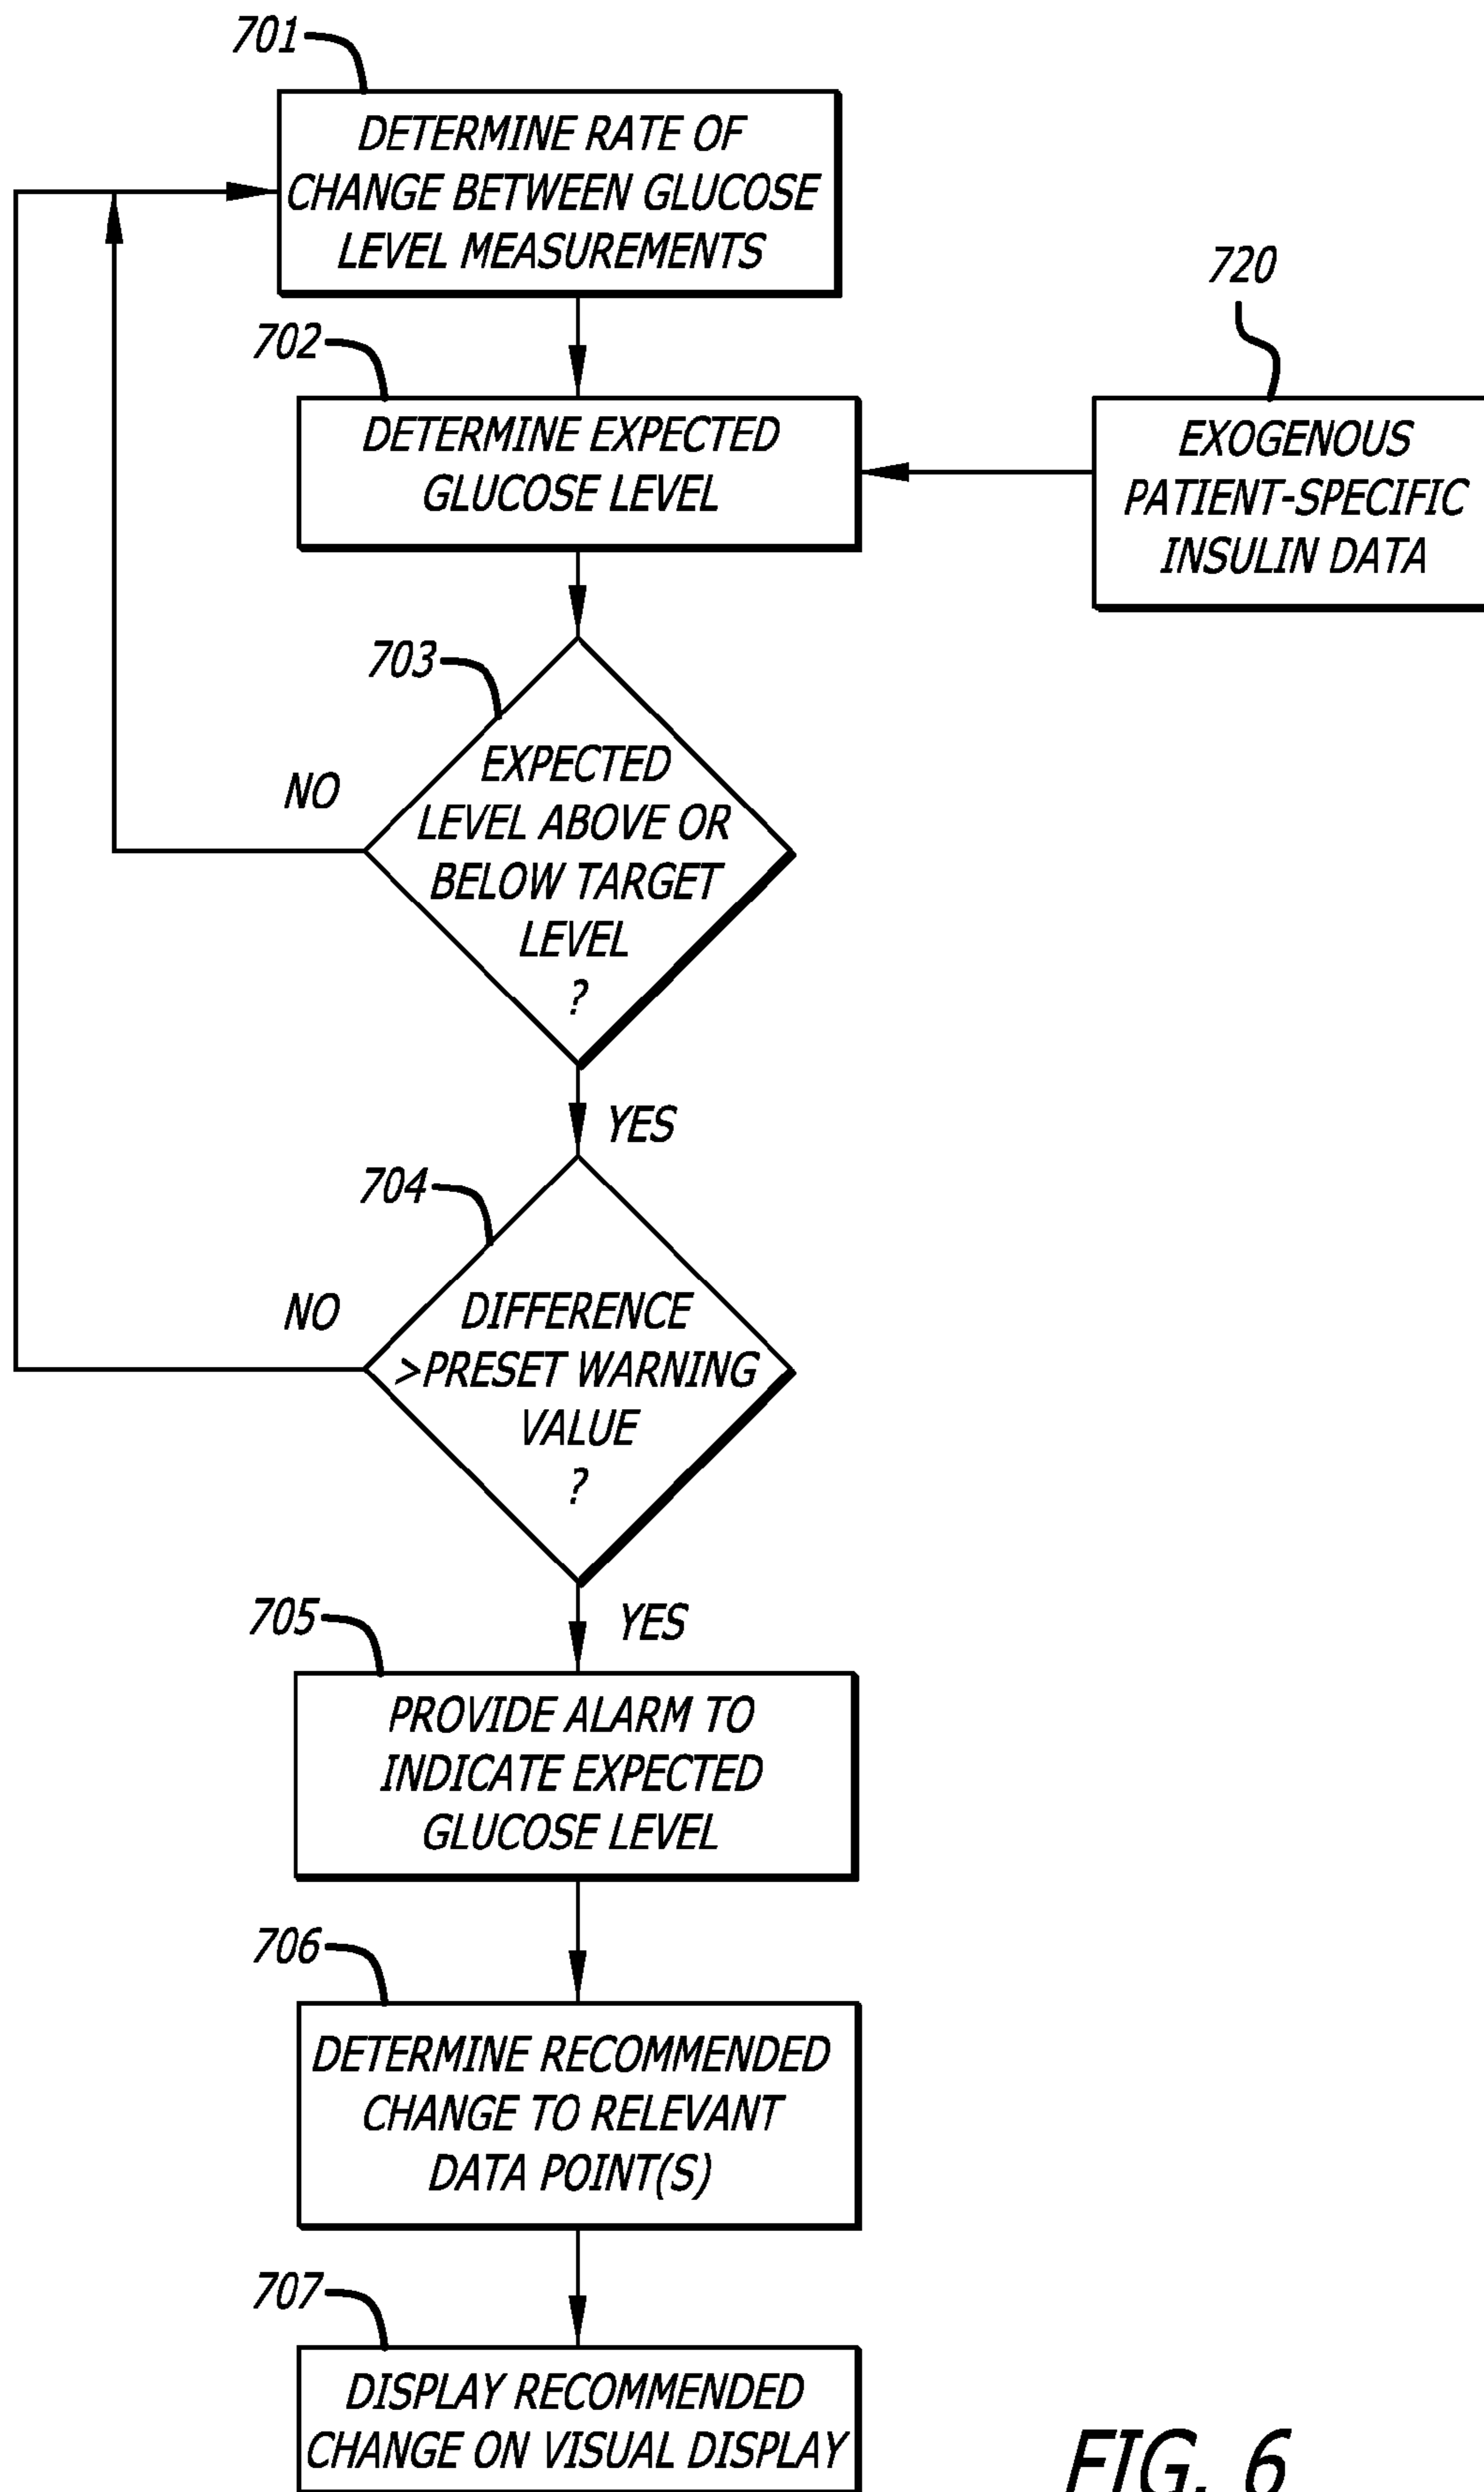 701
DETERMINE RATE OF
CHANGE BETWEEN GLUCOSE
LEVEL MEASUREMENTS
720
702
DETERMINE EXPECTED
GLUCOSE LEVEL
EXOGENOUS
PATIENT-SPECIFIC
INSULIN DATA
703
EXPECTED
LEVEL ABOVE OR
BELOW TARGET
LEVEL
?
NO
YES
704
DIFFERENCE
>PRESET WARNING
VALUE
?
NO
YES
705
PROVIDE ALARM TO
INDICATE EXPECTED
GLUCOSE LEVEL
706
DETERMINE RECOMMENDED
CHANGE TO RELEVANT
DATA POINT(S)
707
DISPLAY RECOMMENDED
CHANGE ON VISUAL DISPLAY
FIG. 6